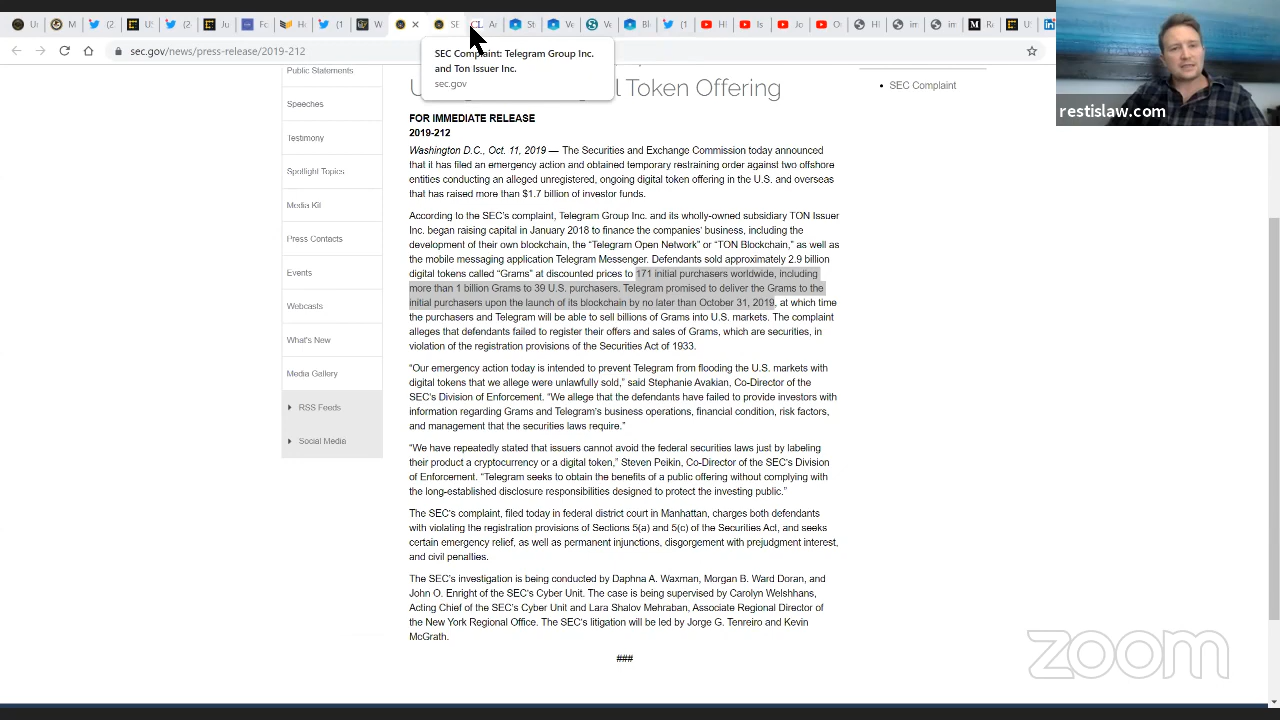 Ur
M
(2
U
(2
Ju
Fc
Hi
(1
W
SE
Ar
St
Ve
Ve
Bl
(1
Hi
Is
Jo
O
Hi
in
in
R
U
sec.gov/news/press-release/2019-212
SEC Complaint: Telegram Group Inc.
and Ton Issuer Inc.
sec.gov
restislaw.com
Public Statements
Speeches
Testimony
Spotlight Topics
Media Kit
Press Contacts
Events
Webcasts
What's New
Media Gallery
RSS Feeds
Social Media
Token Offering
SEC Complaint
FOR IMMEDIATE RELEASE
2019-212
Washington D.C., Oct. 11, 2019 — The Securities and Exchange Commission today announced
that it has filed an emergency action and obtained temporary restraining order against two offshore
entities conducting an alleged unregistered, ongoing digital token offering in the U.S. and overseas
that has raised more than $1.7 billion of investor funds.
According to the SEC's complaint, Telegram Group Inc. and its wholly-owned subsidiary TON Issuer
Inc. began raising capital in January 2018 to finance the companies' business, including the
development of their own blockchain, the "Telegram Open Network" or "TON Blockchain," as well as
the mobile messaging application Telegram Messenger. Defendants sold approximately 2.9 billion
digital tokens called "Grams" at discounted prices to 171 initial purchasers worldwide, including
more than 1 billion Grams to 39 U.S. purchasers. Telegram promised to deliver the Grams to the
initial purchasers upon the launch of its blockchain by no later than October 31, 2019, at which time
the purchasers and Telegram will be able to sell billions of Grams into U.S. markets. The complaint
alleges that defendants failed to register their offers and sales of Grams, which are securities, in
violation of the registration provisions of the Securities Act of 1933.
"Our emergency action today is intended to prevent Telegram from flooding the U.S. markets with
digital tokens that we allege were unlawfully sold," said Stephanie Avakian, Co-Director of the
SEC's Division of Enforcement. "We allege that the defendants have failed to provide investors with
information regarding Grams and Telegram's business operations, financial condition, risk factors,
and management that the securities laws require."
"We have repeatedly stated that issuers cannot avoid the federal securities laws just by labeling
their product a cryptocurrency or a digital token," Steven Peikin, Co-Director of the SEC's Division
of Enforcement. "Telegram seeks to obtain the benefits of a public offering without complying with
the long-established disclosure responsibilities designed to protect the investing public."
The SEC's complaint, filed today in federal district court in Manhattan, charges both defendants
with violating the registration provisions of Sections 5(a) and 5(c) of the Securities Act, and seeks
certain emergency relief, as well as permanent injunctions, disgorgement with prejudgment interest,
and civil penalties.
The SEC's investigation is being conducted by Daphna A. Waxman, Morgan B. Ward Doran, and
John O. Enright of the SEC's Cyber Unit. The case is being supervised by Carolyn Welshhans,
Acting Chief of the SEC's Cyber Unit and Lara Shalov Mehraban, Associate Regional Director of
the New York Regional Office. The SEC's litigation will be led by Jorge G. Tenreiro and Kevin
McGrath.
###
zoom